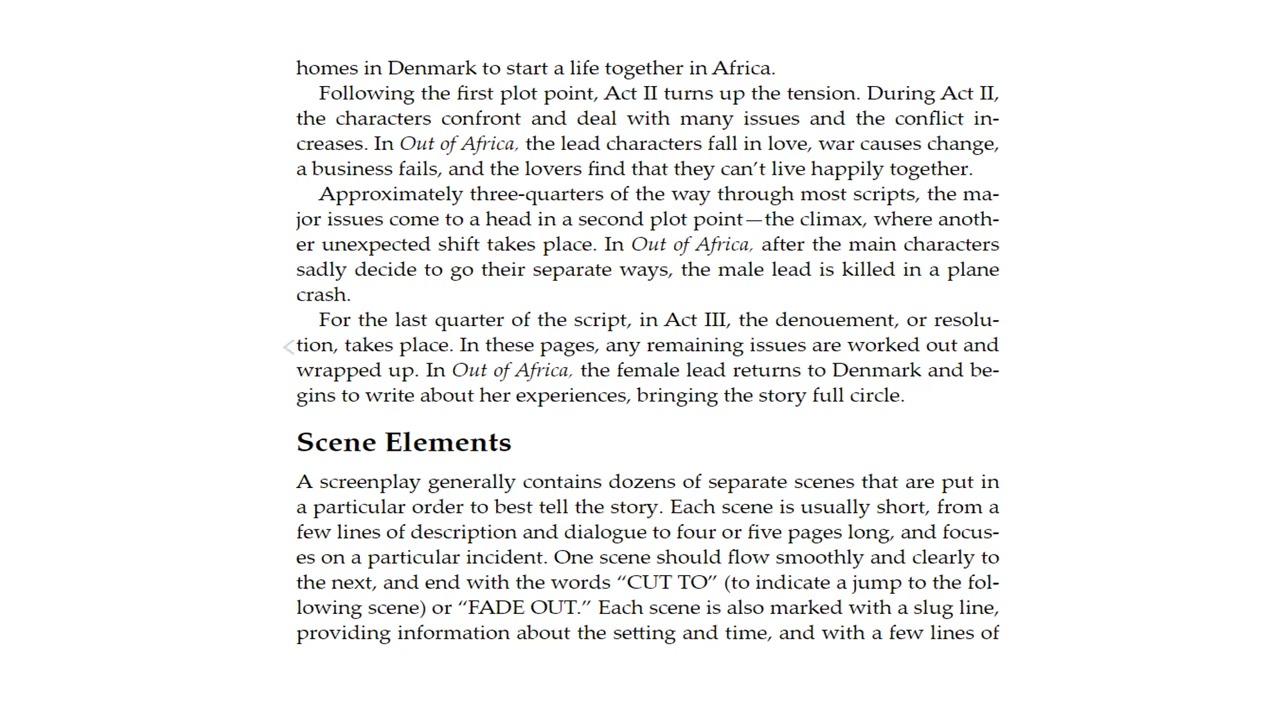 homes in Denmark to start a life together in Africa.
Following the first plot point, Act II turns up the tension. During Act II,
the characters confront and deal with many issues and the conflict in-
creases. In Out of Africa, the lead characters fall in love, war causes change,
a business fails, and the lovers find that they can’t live happily together.
Approximately three-quarters of the way through most scripts, the ma-
jor issues come to a head in a second plot point—the climax, where anoth-
er unexpected shift takes place. In Out of Africa, after the main characters
sadly decide to go their separate ways, the male lead is killed in a plane
crash.
For the last quarter of the script, in Act III, the denouement, or resolu-
tion, takes place. In these pages, any remaining issues are worked out and
wrapped up. In Out of Africa, the female lead returns to Denmark and be-
gins to write about her experiences, bringing the story full circle.
Scene Elements
A screenplay generally contains dozens of separate scenes that are put in
a particular order to best tell the story. Each scene is usually short, from a
few lines of description and dialogue to four or five pages long, and focus-
es on a particular incident. One scene should flow smoothly and clearly to
the next, and end with the words “CUT TO” (to indicate a jump to the fol-
lowing scene) or “FADE OUT.” Each scene is also marked with a slug line,
providing information about the setting and time, and with a few lines of